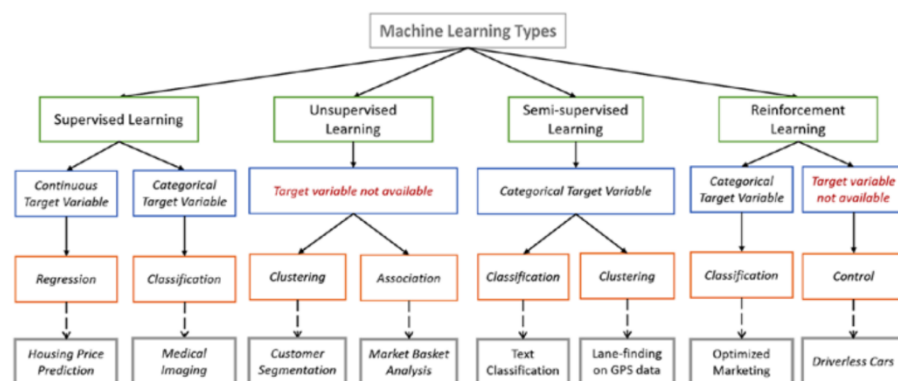 Machine Learning Types
Supervised Learning
Unsupervised
Learning
Semi-supervised
Learning
Reinforcement
Learning
Continuous
Target Variable
Categorical
Target Variable
Target variable not available
Categorical Target Variable
Categorical
Target Variable
Target variable
not available
Regression
Classification
Clustering
Association
Classification
Clustering
Classification
Control
Housing Price
Prediction
Medical
Imaging
Customer
Segmentation
Market Basket
Analysis
Text
Classification
Lane-finding
on GPS data
Optimized
Marketing
Driverless Cars